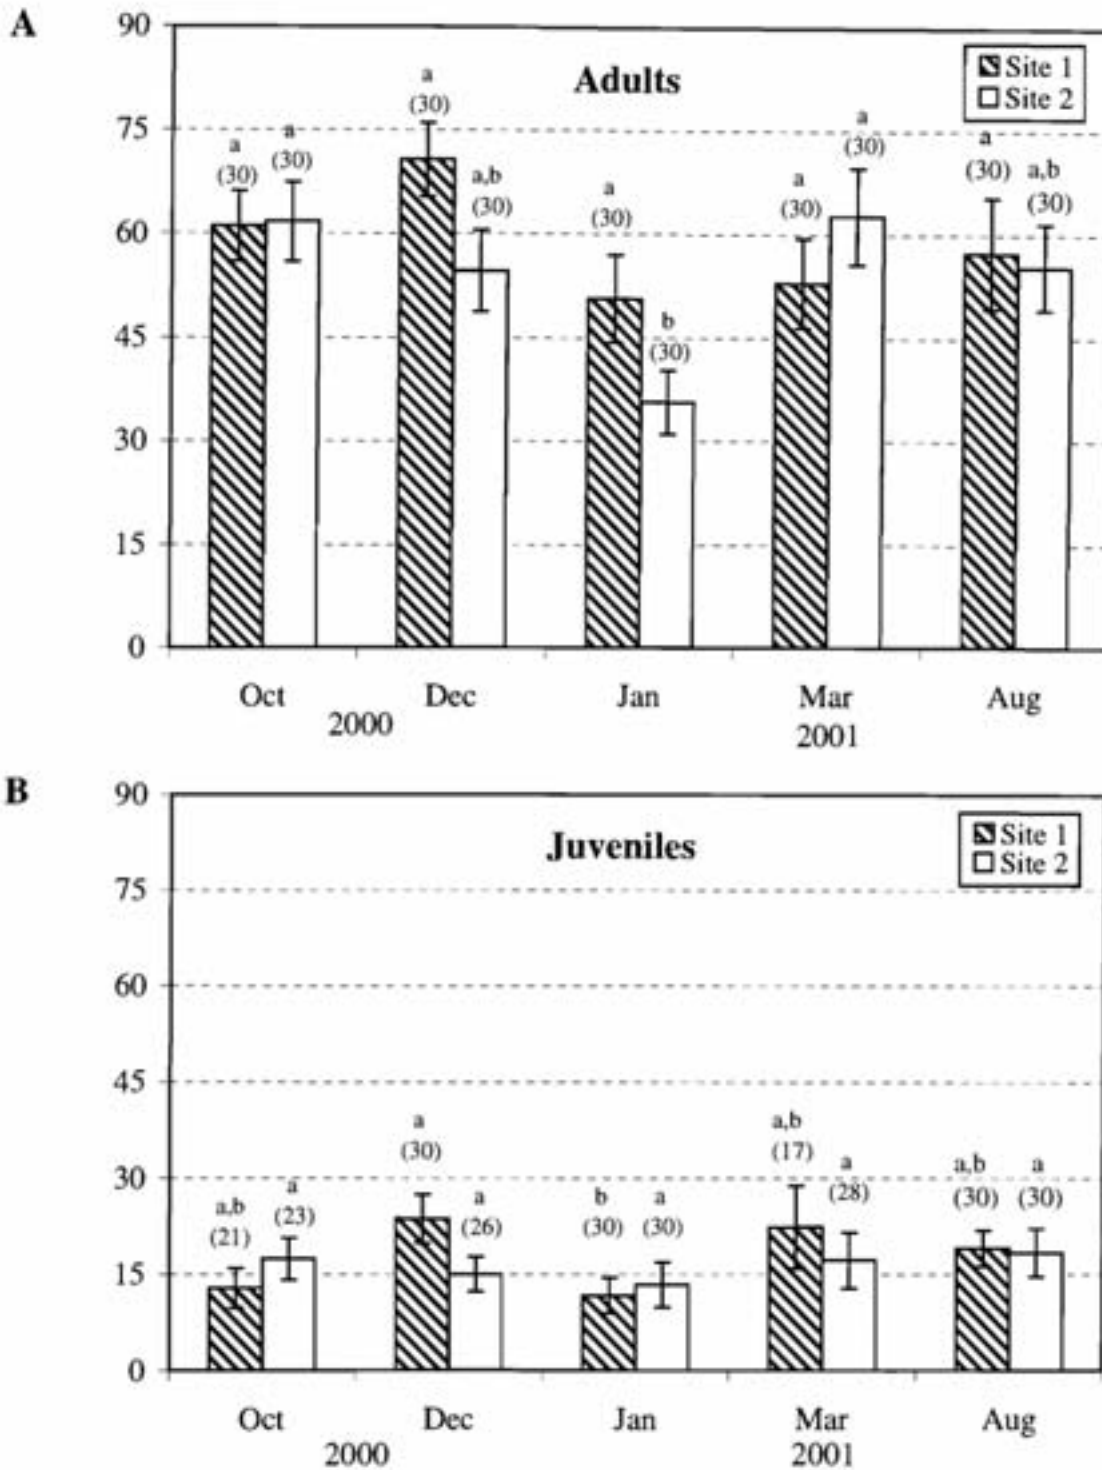 A
90
75
60
45
30
15
0
Adults
Site 1
Site 2
a
(30)
a
(30)
a
(30)
a,b
(30)
a
(30)
b
(30)
a
(30)
a
(30)
a
(30)
a,b
(30)
Oct Dec Jan Mar Aug
2000 2001
B
90
75
60
45
30
15
0
Juveniles
Site 1
Site 2
a,b
(21)
a
(23)
a
(30)
a
(26)
b
(30)
a
(30)
a,b
(17)
a
(28)
a,b
(30)
a
(30)
Oct Dec Jan Mar Aug
2000 2001